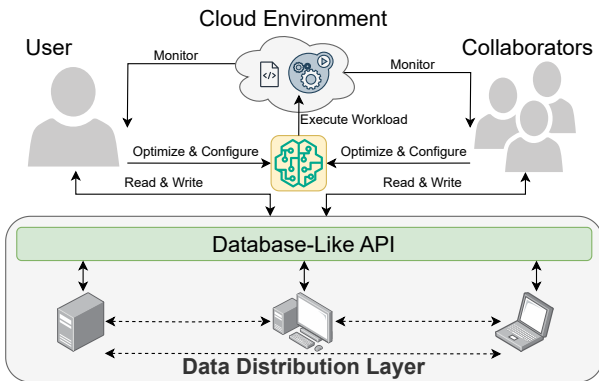 Cloud Environment
User
Collaborators
Monitor
Monitor
</>
Execute Workload
Optimize & Configure
Optimize & Configure
Read & Write
Read & Write
Database-Like API
Data Distribution Layer